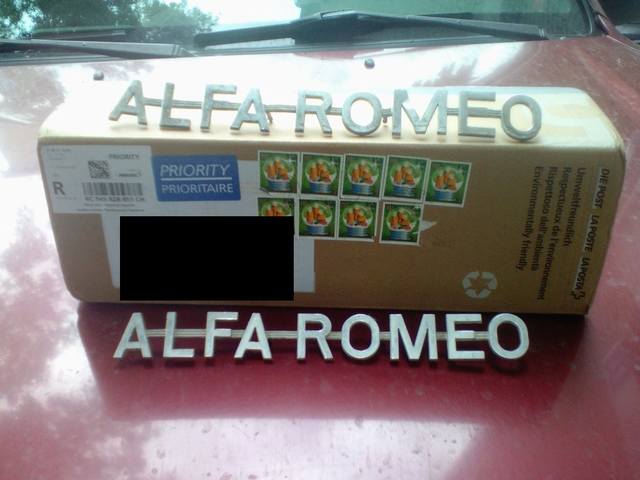 ALFA ROMEO
PRIORITY
R
PRIORITY
PRIORITAIRE
DIE POST LA POSTE LA POSTA
Umweltfreundlich
Respectueux de l'environnement
Rispettoso dell'ambiente
Environmentally friendly
ALFA ROMEO